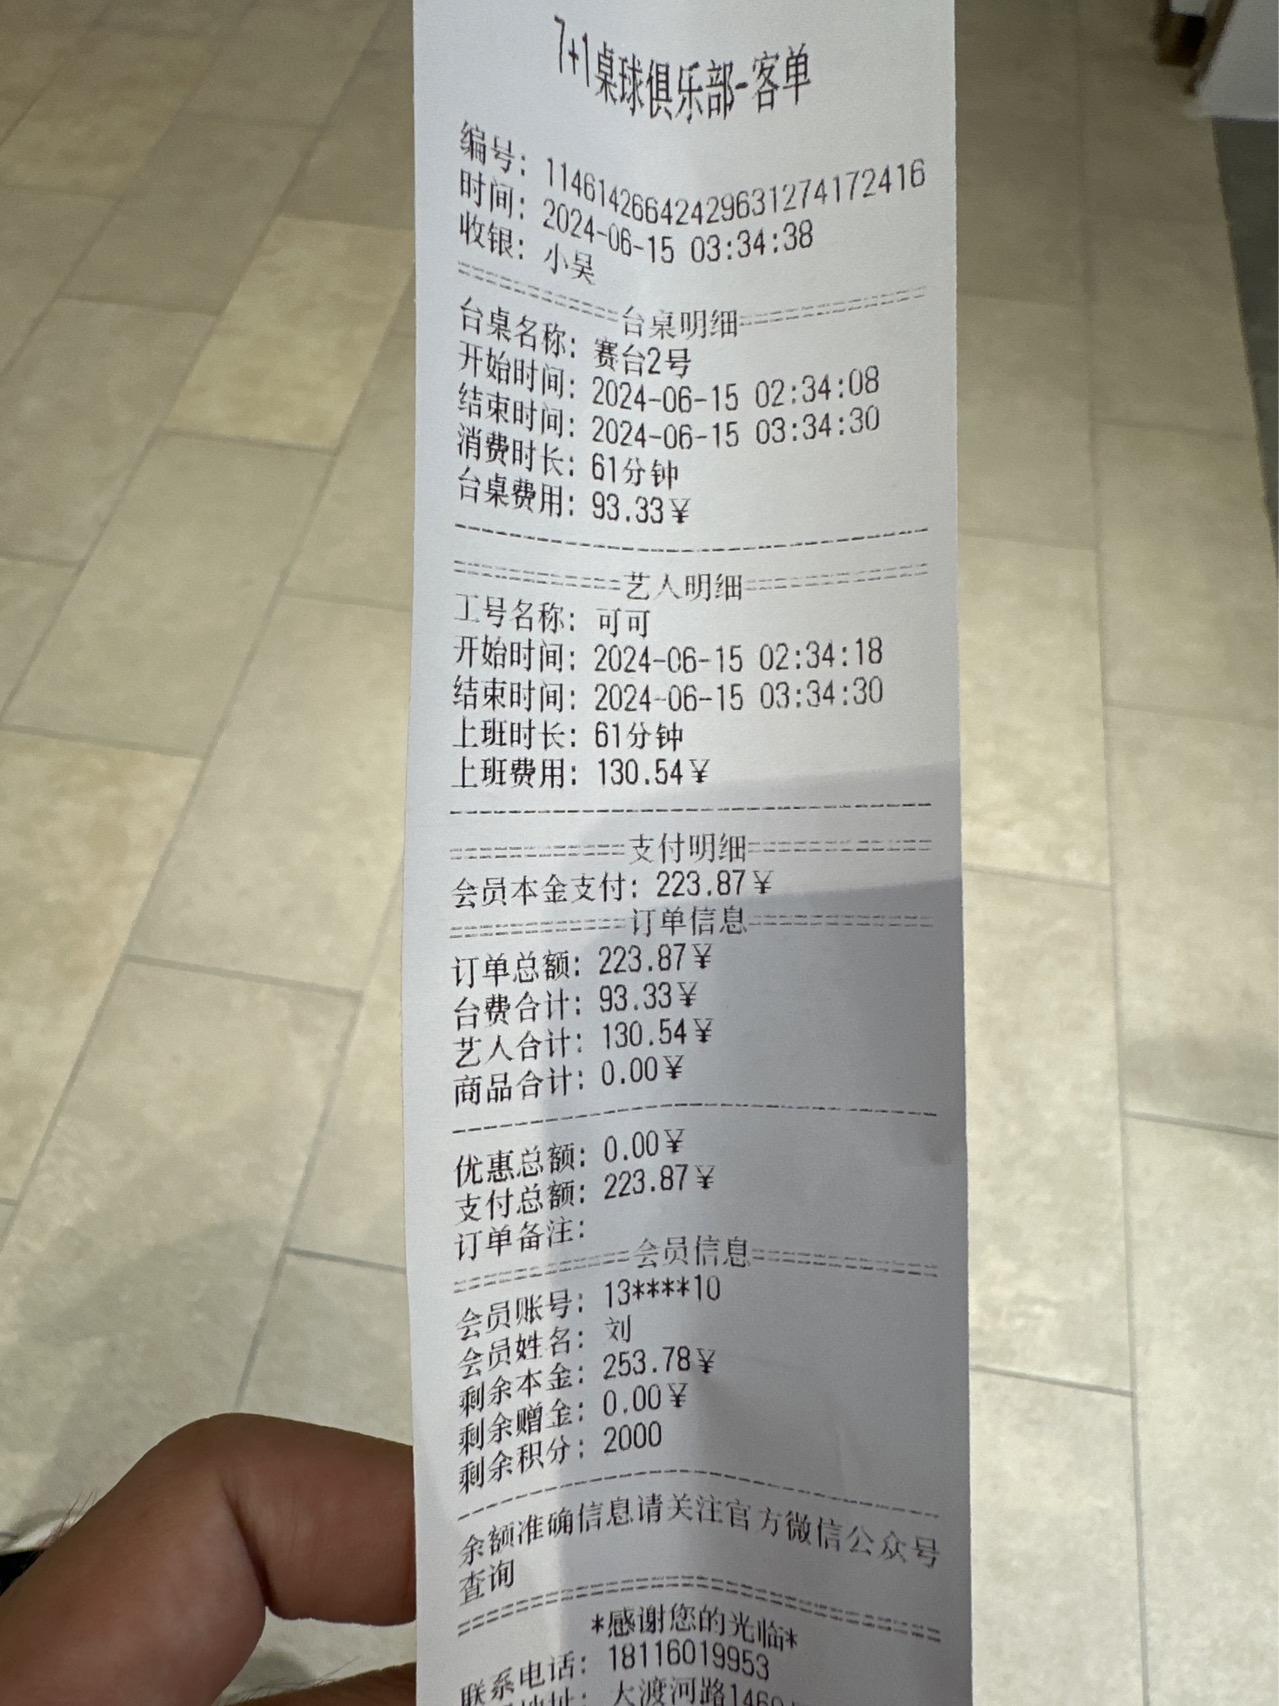 7+1桌球俱乐部-客单
编号: 11461426642429631274172416
时间: 2024-06-15 03:34:38
收银: 小吴
台桌明细
台桌名称: 赛台2号
开始时间: 2024-06-15 02:34:08
结束时间: 2024-06-15 03:34:30
消费时长: 61分钟
台桌费用: 93.33¥
艺人明细
工号名称: 可可
开始时间: 2024-06-15 02:34:18
结束时间: 2024-06-15 03:34:30
上班时长: 61分钟
上班费用: 130.54¥
支付明细
会员本金支付: 223.87¥
订单信息
订单总额: 223.87¥
台费合计: 93.33¥
艺人合计: 130.54¥
商品合计: 0.00¥
优惠总额: 0.00¥
支付总额: 223.87¥
订单备注:
会员信息
会员账号: 13****10
会员姓名: 刘
剩余本金: 253.78¥
剩余赠金: 0.00¥
剩余积分: 2000
余额准确信息请关注官方微信公众号
查询
*感谢您的光临*
联系电话: 18116019953
地址: 大渡河路146